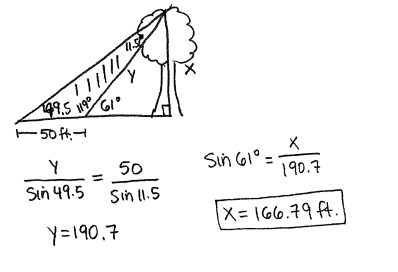 11.5°
Y X
49.5 119° 61°
50 ft.
Y/Sin 49.5 = 50/Sin 11.5
Sin 61° = X/190.7
Y = 190.7
X = 166.79 ft.